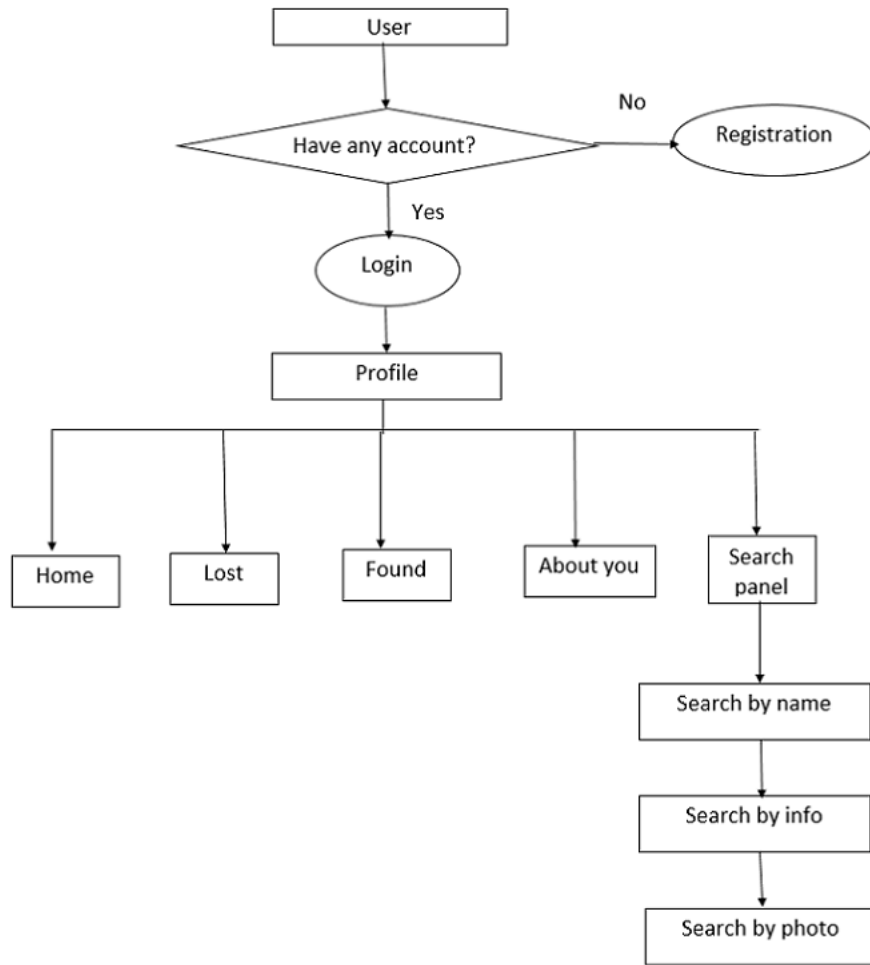 User
No
Have any account?
Registration
Yes
Login
Profile
Home
Lost
Found
About you
Search
panel
Search by name
Search by info
Search by photo